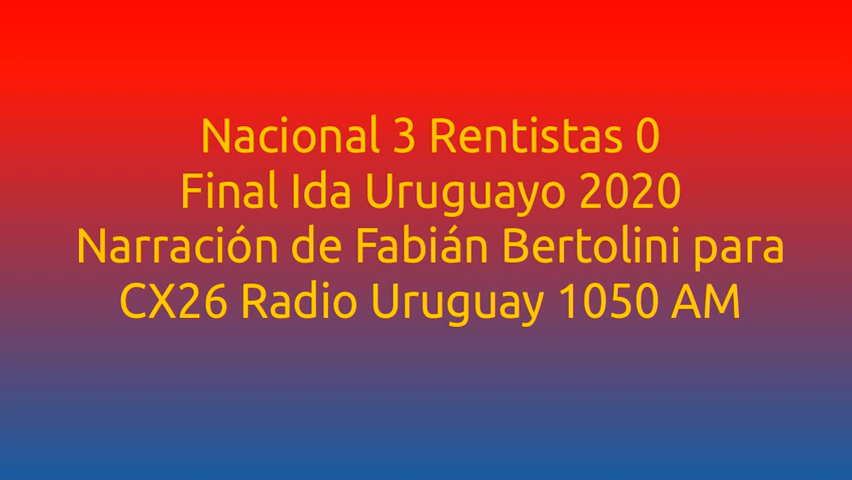 Nacional 3 Rentistas 0
Final Ida Uruguayo 2020
Narración de Fabián Bertolini para
CX26 Radio Uruguay 1050 AM